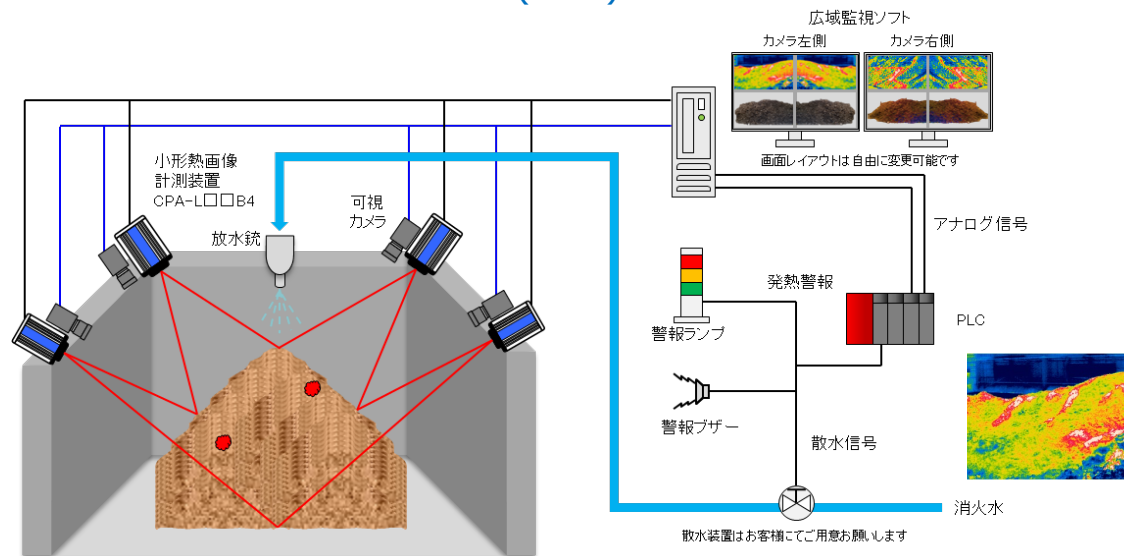 広域監視ソフト
カメラ左側
カメラ右側
画面レイアウトは自由に変更可能です
小形熱画像
計測装置
CPA-L□□B4
可視
カメラ
放水銃
アナログ信号
発熱警報
PLC
警報ランプ
警報ブザー
散水信号
消火水
散水装置はお客様にてご用意お願いします